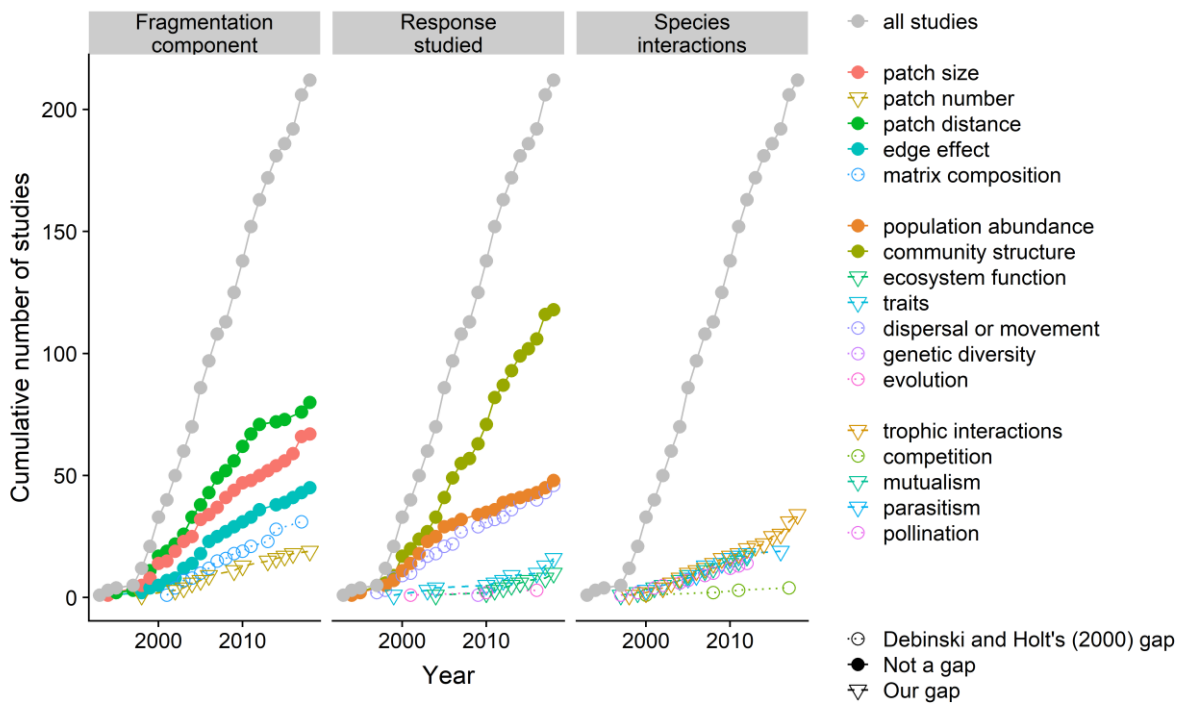 Fragmentation
component
Response
studied
Species
interactions
Cumulative number of studies
200
150
100
50
0
2000
2010
2000
2010
2000
2010
Year
all studies
patch size
patch number
patch distance
edge effect
matrix composition
population abundance
community structure
ecosystem function
traits
dispersal or movement
genetic diversity
evolution
trophic interactions
competition
mutualism
parasitism
pollination
Debinski and Holt's (2000) gap
Not a gap
Our gap